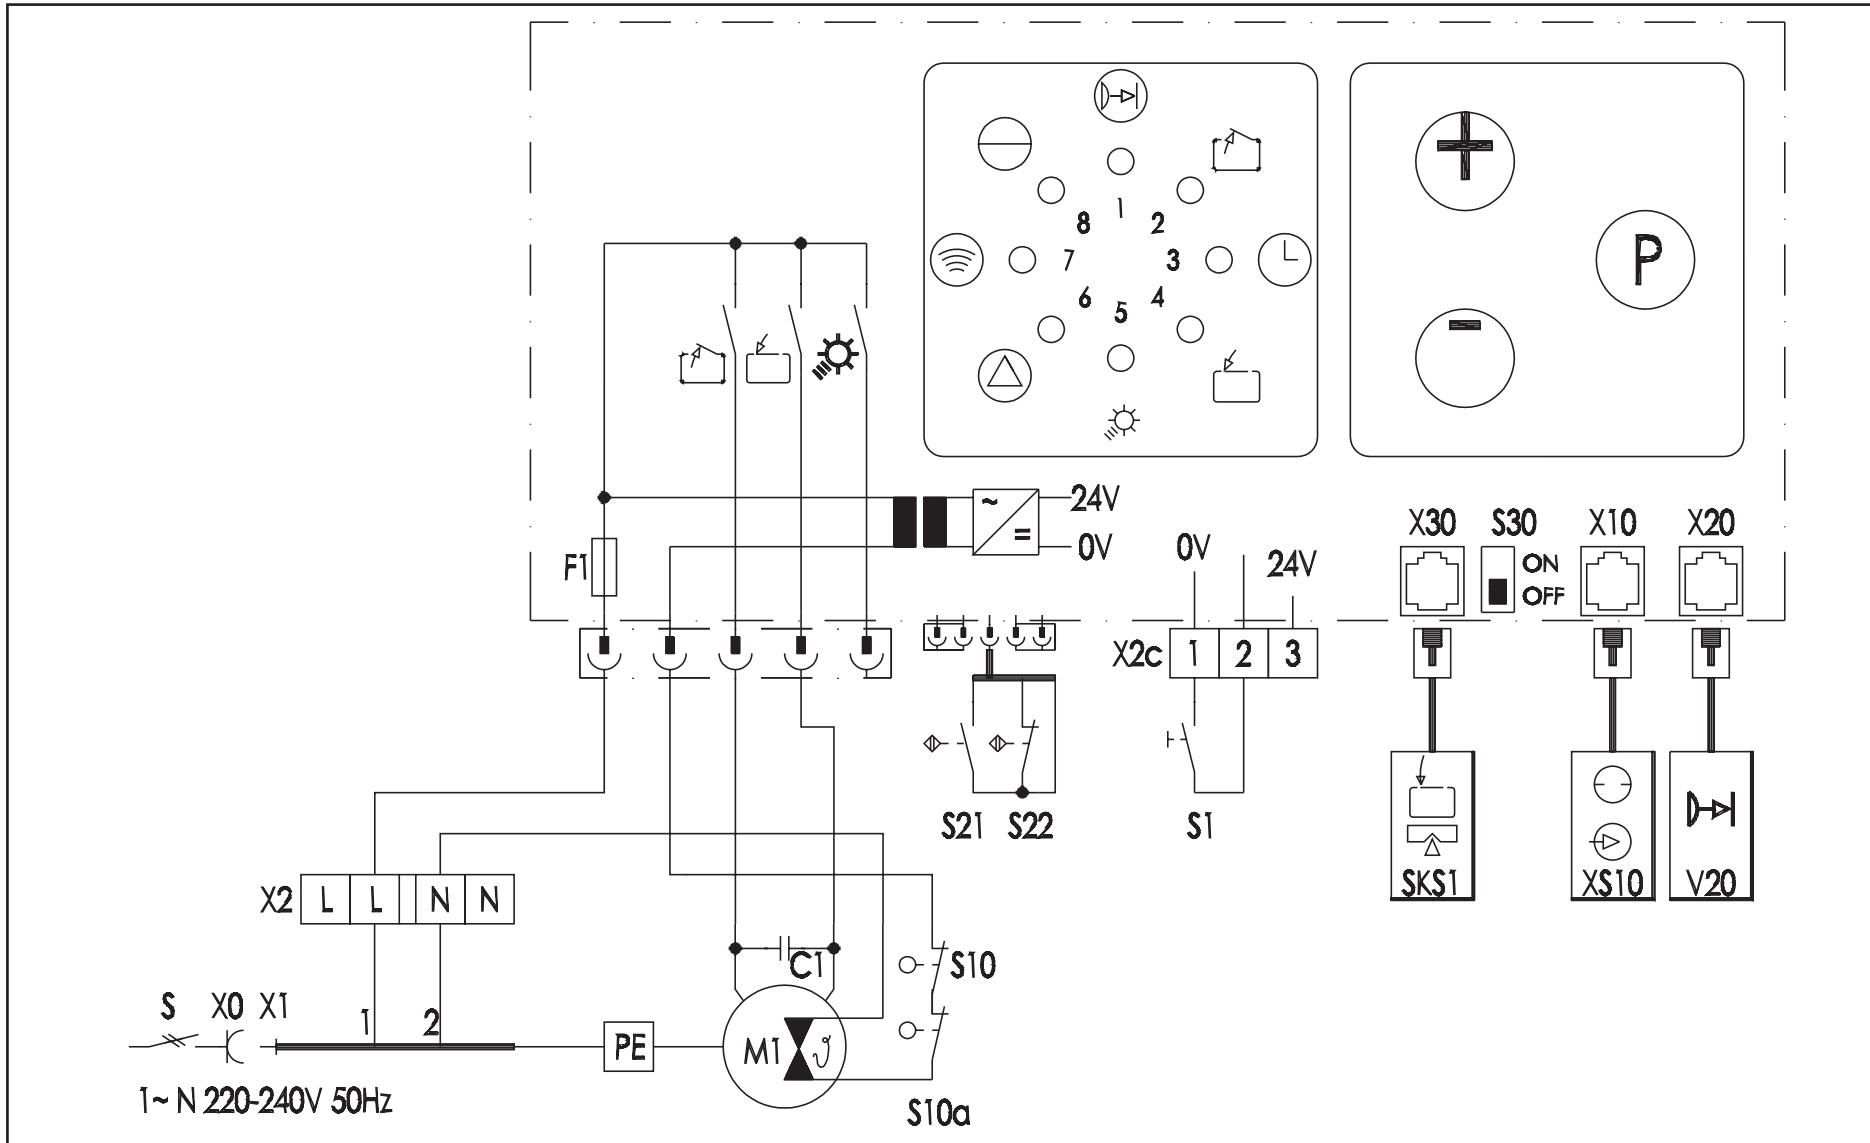 1
8 2
7 3
6 4
5
P
24V
0V
F1
0V
24V
X30 S30 X10 X20
ON
OFF
X2c 1 2 3
S21 S22 S1
SKS1 XS10 V20
X2 L L N N
C1
S10
S X0 X1 1 2
PE
M1
1~ N 220-240V 50Hz
S10a